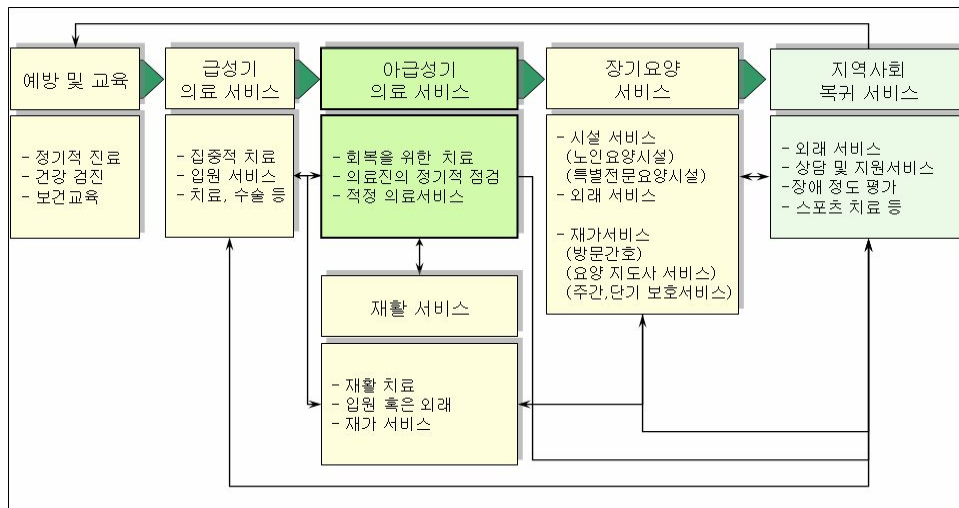 예방 및 교육
- 정기적 진료
- 건강 검진
- 보건교육
급성기
의료 서비스
- 집중적 치료
- 입원 서비스
- 치료, 수술 등
아급성기
의료 서비스
- 회복을 위한 치료
- 의료진의 정기적 점검
- 적정 의료서비스
재활 서비스
- 재활 치료
- 입원 혹은 외래
- 재가 서비스
장기요양
서비스
- 시설 서비스
(노인요양시설)
(특별전문요양시설)
- 외래 서비스
- 재가서비스
(방문간호)
(요양 지도사 서비스)
(주간,단기 보호서비스)
지역사회
복귀 서비스
- 외래 서비스
- 상담 및 지원서비스
-장애 정도 평가
- 스포츠 치료 등